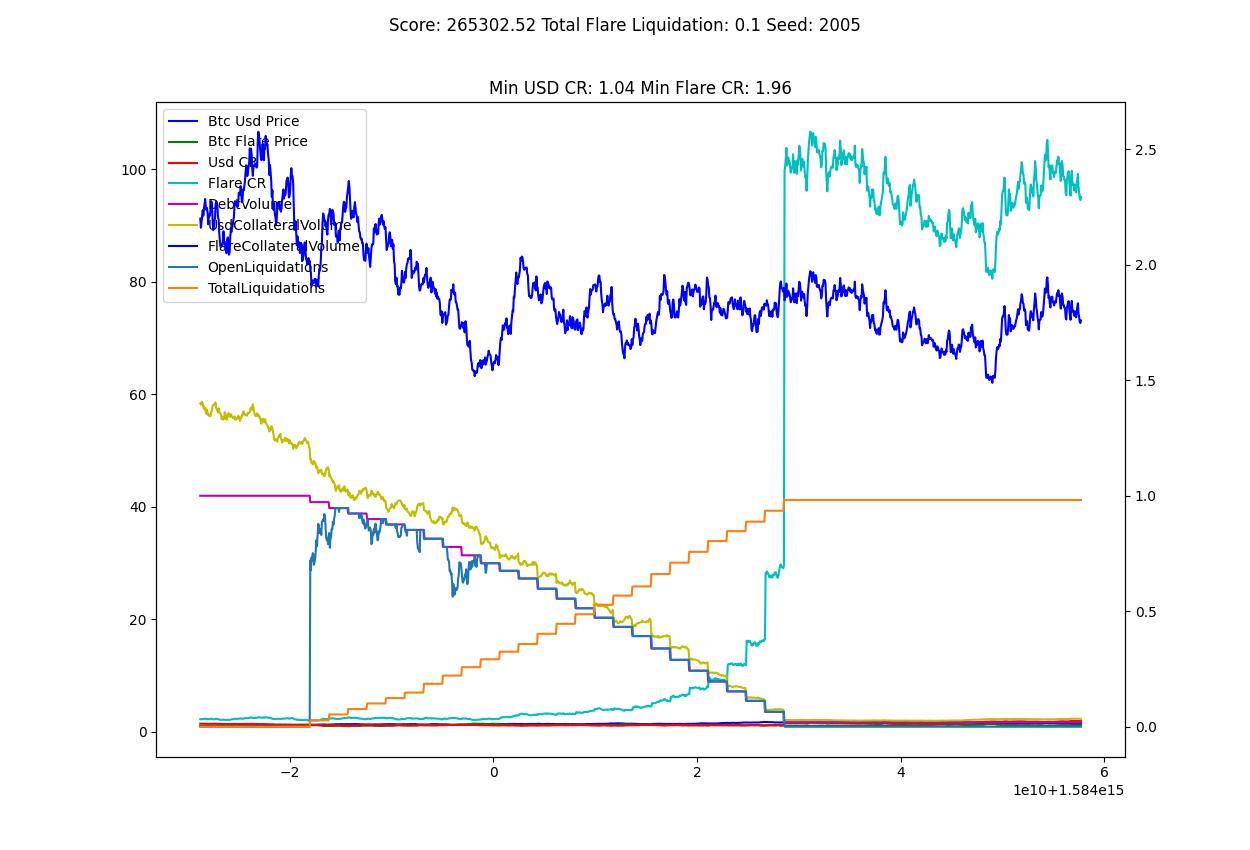 Score: 265302.52 Total Flare Liquidation: 0.1 Seed: 2005
Min USD CR: 1.04 Min Flare CR: 1.96
Btc Usd Price
Btc Flare Price
Usd CR
Flare CR
DebtVolume
UsdCollateralVolume
FlareCollateralVolume
OpenLiquidations
TotalLiquidations
100
80
60
40
20
0
2.5
2.0
1.5
1.0
0.5
0.0
−2
0
2
4
6
1e10+1.584e15